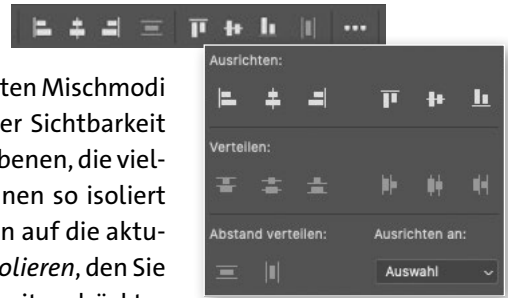 Ausrichten:
Verteilen:
Abstand verteilen:
Ausrichten an:
Auswahl
ten Mischmodi
er Sichtbarkeit
benen, die viel-
nen so isoliert
n auf die aktu-
olieren, den Sie